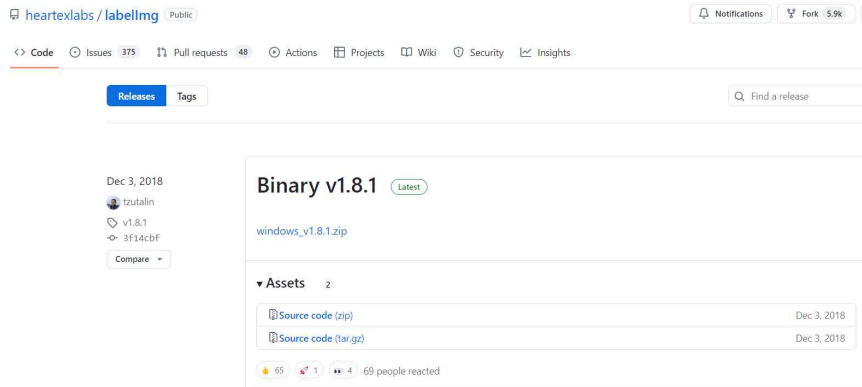 heartexlabs / labelImg Public Notifications Fork 5.9k
Code Issues 375 Pull requests 48 Actions Projects Wiki Security Insights
Releases Tags Find a release
Dec 3, 2018
tzutalin
v1.8.1
3f14cbf
Compare
Binary v1.8.1 Latest
windows_v1.8.1.zip
Assets 2
Source code (zip) Dec 3, 2018
Source code (tar.gz) Dec 3, 2018
65 1 4 69 people reacted